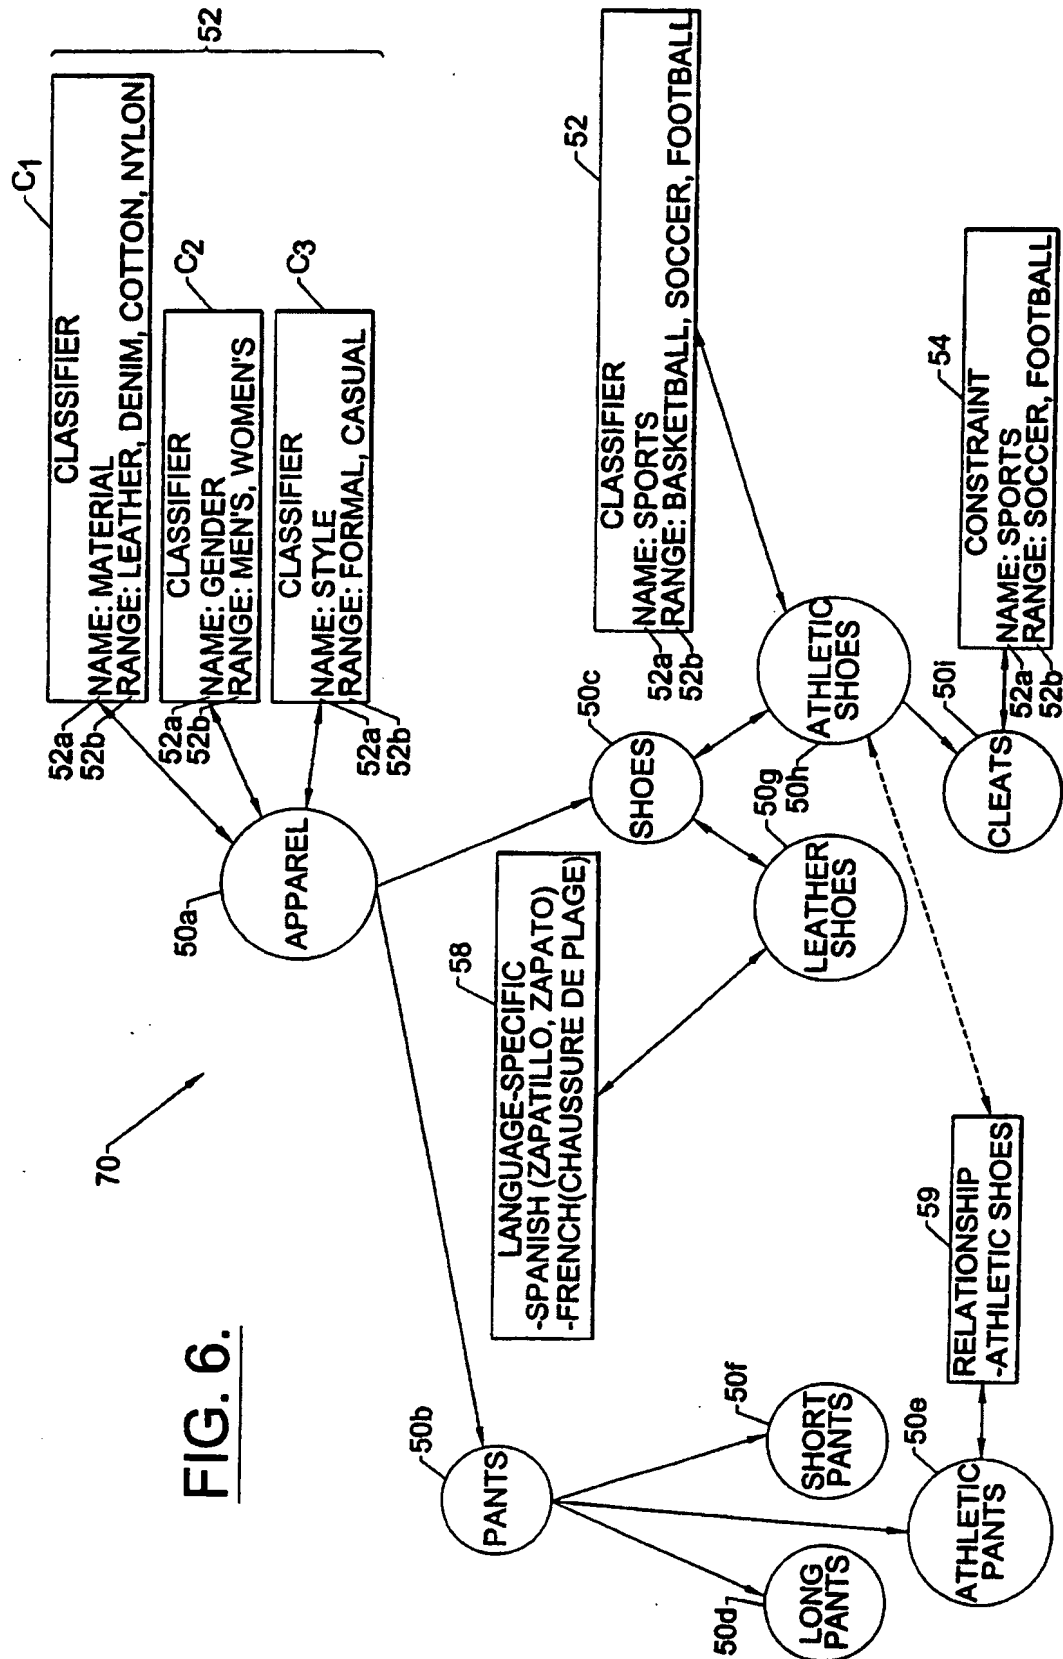 FIG. 6.
70
52
C1
CLASSIFIER
52a
NAME: MATERIAL
52b
RANGE: LEATHER, DENIM, COTTON, NYLON
C2
CLASSIFIER
52a
NAME: GENDER
52b
RANGE: MEN'S, WOMEN'S
C3
CLASSIFIER
NAME: STYLE
52a
RANGE: FORMAL, CASUAL
52b
50a
APPAREL
58
LANGUAGE-SPECIFIC
-SPANISH (ZAPATILLO, ZAPATO)
-FRENCH(CHAUSSURE DE PLAGE)
50b
PANTS
50c
SHOES
52
CLASSIFIER
NAME: SPORTS
52a
RANGE: BASKETBALL, SOCCER, FOOTBALL
52b
50d
LONG
PANTS
50f
SHORT
PANTS
50e
ATHLETIC
PANTS
50g
LEATHER
SHOES
50h
ATHLETIC
SHOES
59
RELATIONSHIP
-ATHLETIC SHOES
50i
CLEATS
54
CONSTRAINT
NAME: SPORTS
52a
RANGE: SOCCER, FOOTBALL
52b